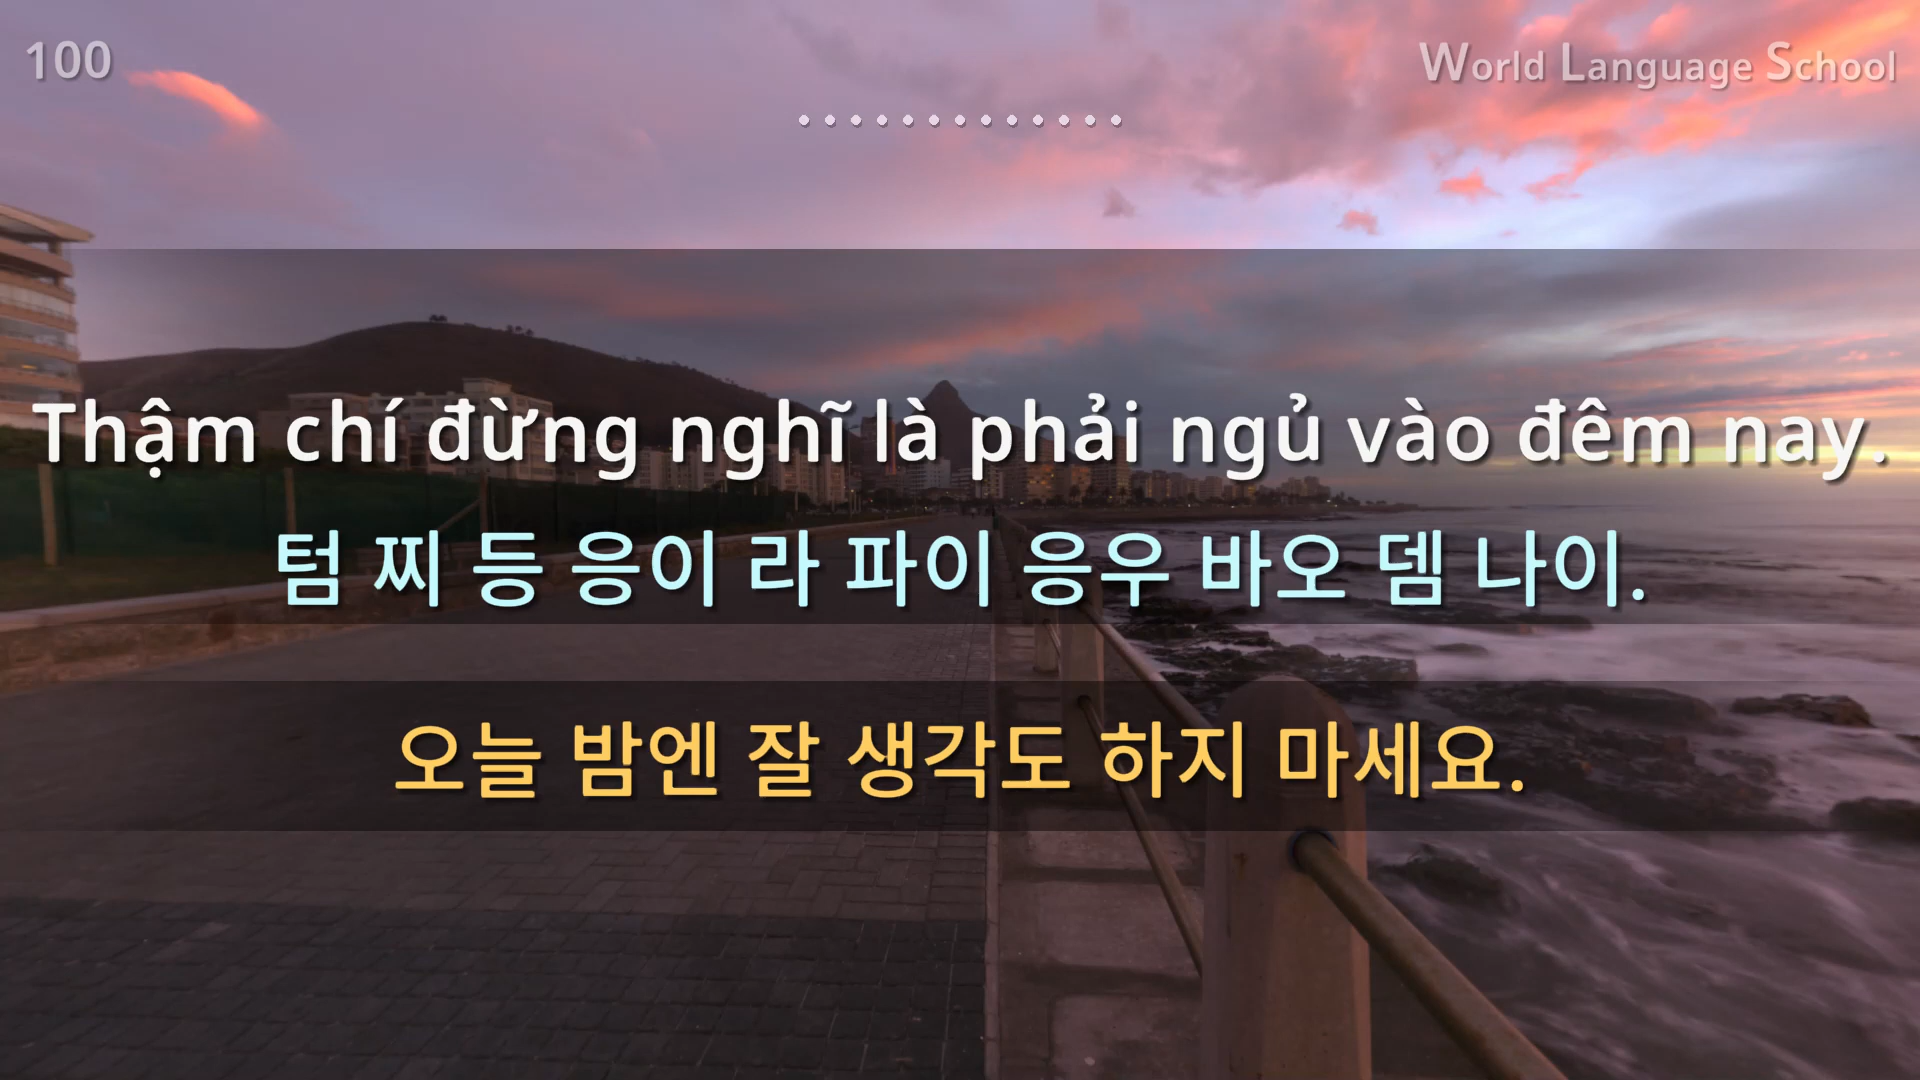 100
World Language School
Thậm chí đừng nghĩ là phải ngủ vào đêm nay.
텀 찌 등 응이 라 파이 응우 바오 뎀 나이.
오늘 밤엔 잘 생각도 하지 마세요.